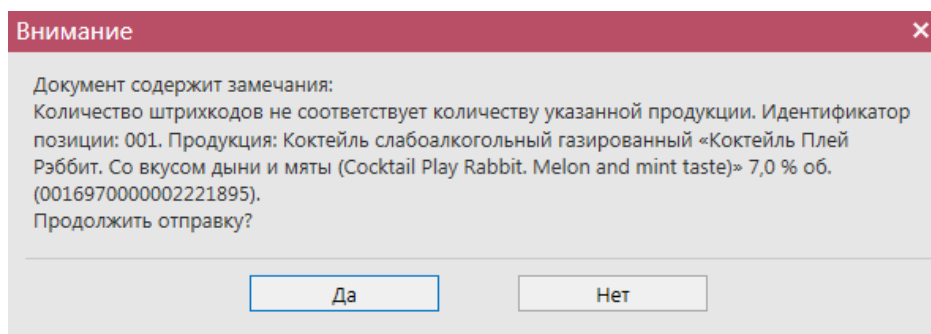 Внимание
Документ содержит замечания:
Количество штрихкодов не соответствует количеству указанной продукции. Идентификатор
позиции: 001. Продукция: Коктейль слабоалкогольный газированный «Коктейль Плей
Рэббит. Со вкусом дыни и мяты (Cocktail Play Rabbit. Melon and mint taste)» 7,0 % об.
(0016970000002221895).
Продолжить отправку?
Да
Нет